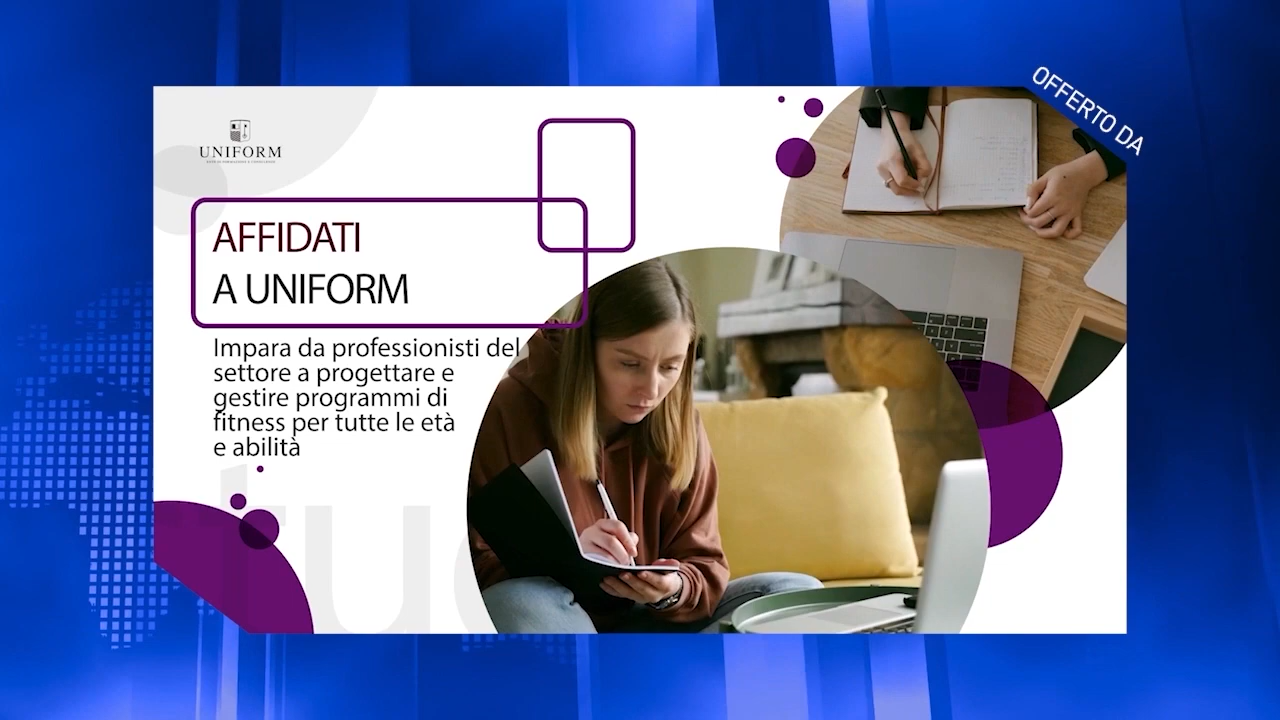 OFFERTO DA
UNIFORM
AFFIDATI
A UNIFORM
Impara da professionisti del
settore a progettare e
gestire programmi di
fitness per tutte le età
e abilità
tuo